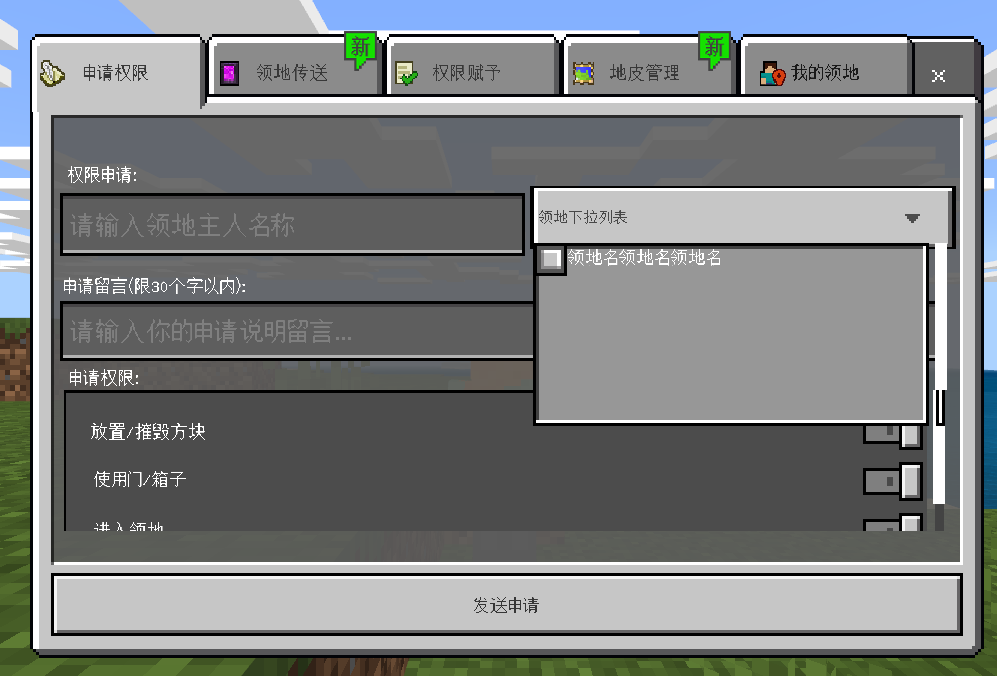 申请权限
领地传送
新
权限赋予
地皮管理
新
我的领地
权限申请:
请输入领地主人名称
领地下拉列表
领地名领地名领地名
申请留言(限30个字以内):
请输入你的申请说明留言...
申请权限:
放置/摧毁方块
使用门/箱子
进入领地
发送申请